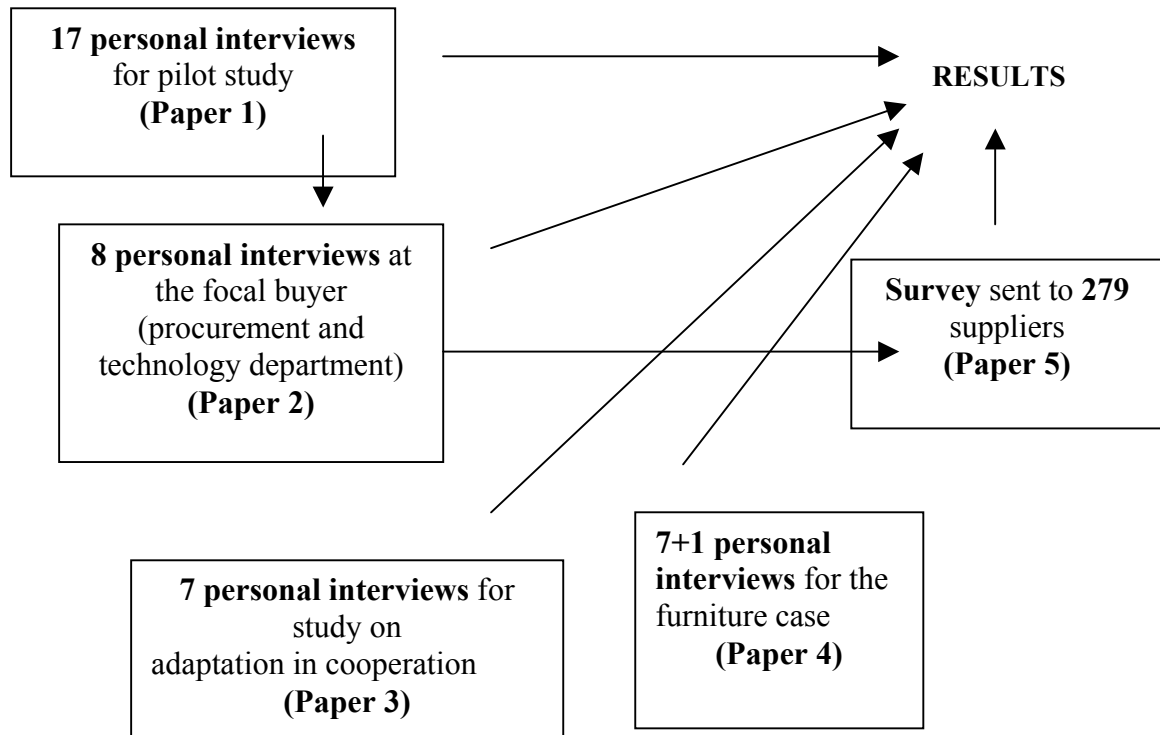 17 personal interviews
for pilot study
(Paper 1)
RESULTS
8 personal interviews at
the focal buyer
(procurement and
technology department)
(Paper 2)
Survey sent to 279
suppliers
(Paper 5)
7 personal interviews for
study on
adaptation in cooperation
(Paper 3)
7+1 personal
interviews for the
furniture case
(Paper 4)